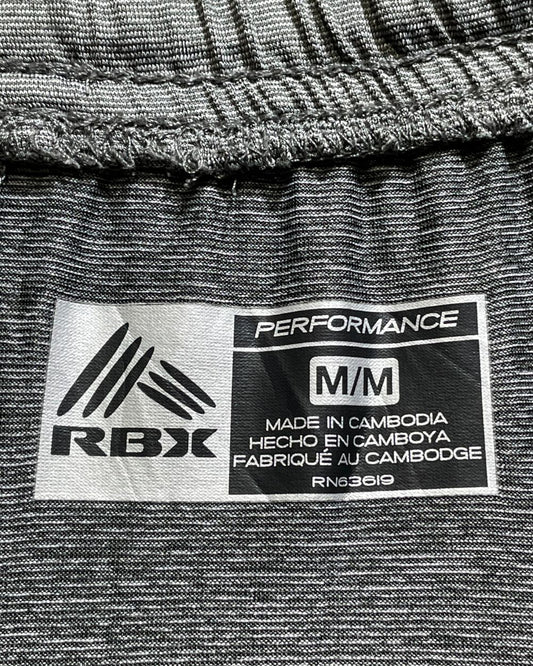 RBX
PERFORMANCE
M/M
MADE IN CAMBODIA
HECHO EN CAMBOYA
FABRIQUÉ AU CAMBODGE
RN63619